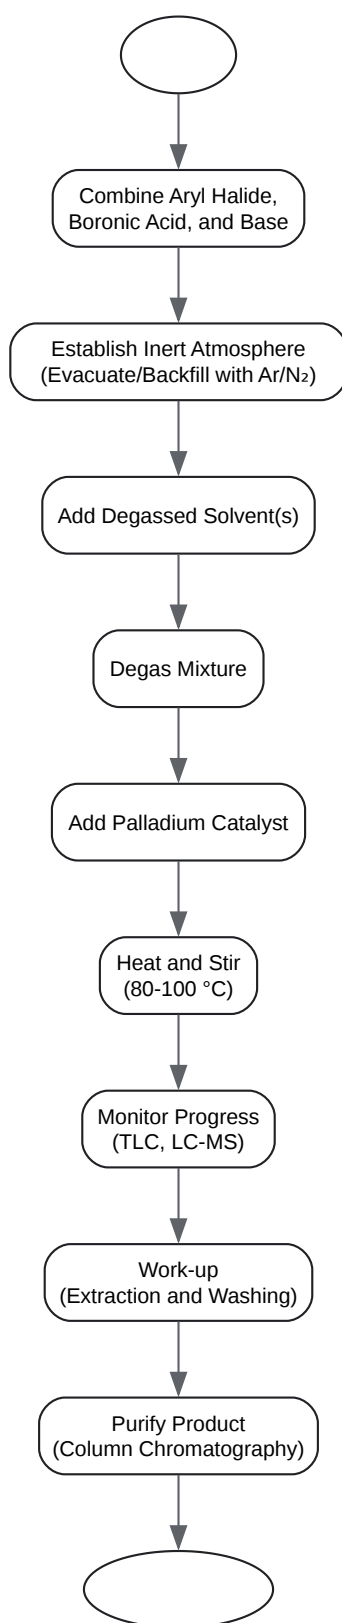 Combine Aryl Halide,
Boronic Acid, and Base
Establish Inert Atmosphere
(Evacuate/Backfill with Ar/N₂)
Add Degassed Solvent(s)
Degas Mixture
Add Palladium Catalyst
Heat and Stir
(80-100 °C)
Monitor Progress
(TLC, LC-MS)
Work-up
(Extraction and Washing)
Purify Product
(Column Chromatography)